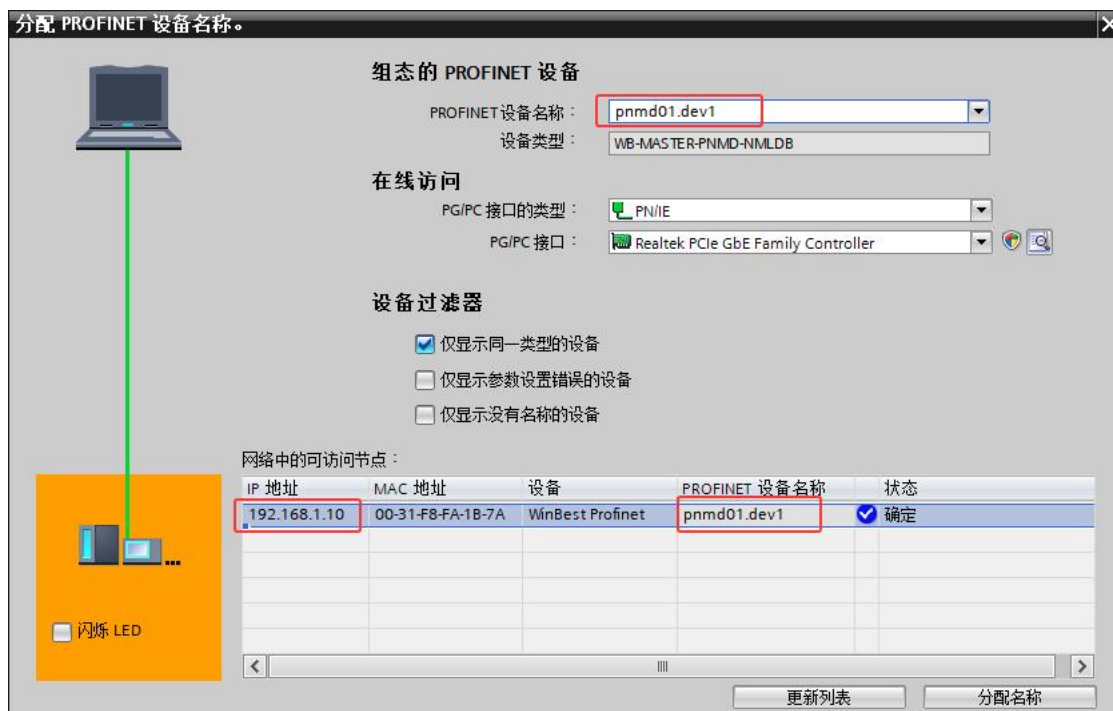 分配 PROFINET 设备名称。
组态的 PROFINET 设备
PROFINET设备名称： pnmd01.dev1
设备类型： WB-MASTER-PNMD-NMLDB
在线访问
PG/PC 接口的类型： PN/IE
PG/PC 接口： Realtek PCIe GbE Family Controller
设备过滤器
仅显示同一类型的设备
仅显示参数设置错误的设备
仅显示没有名称的设备
网络中的可访问节点：
IP 地址 MAC 地址 设备 PROFINET 设备名称 状态
192.168.1.10 00-31-F8-FA-1B-7A WinBest Profinet pnmd01.dev1 确定
闪烁 LED
更新列表 分配名称